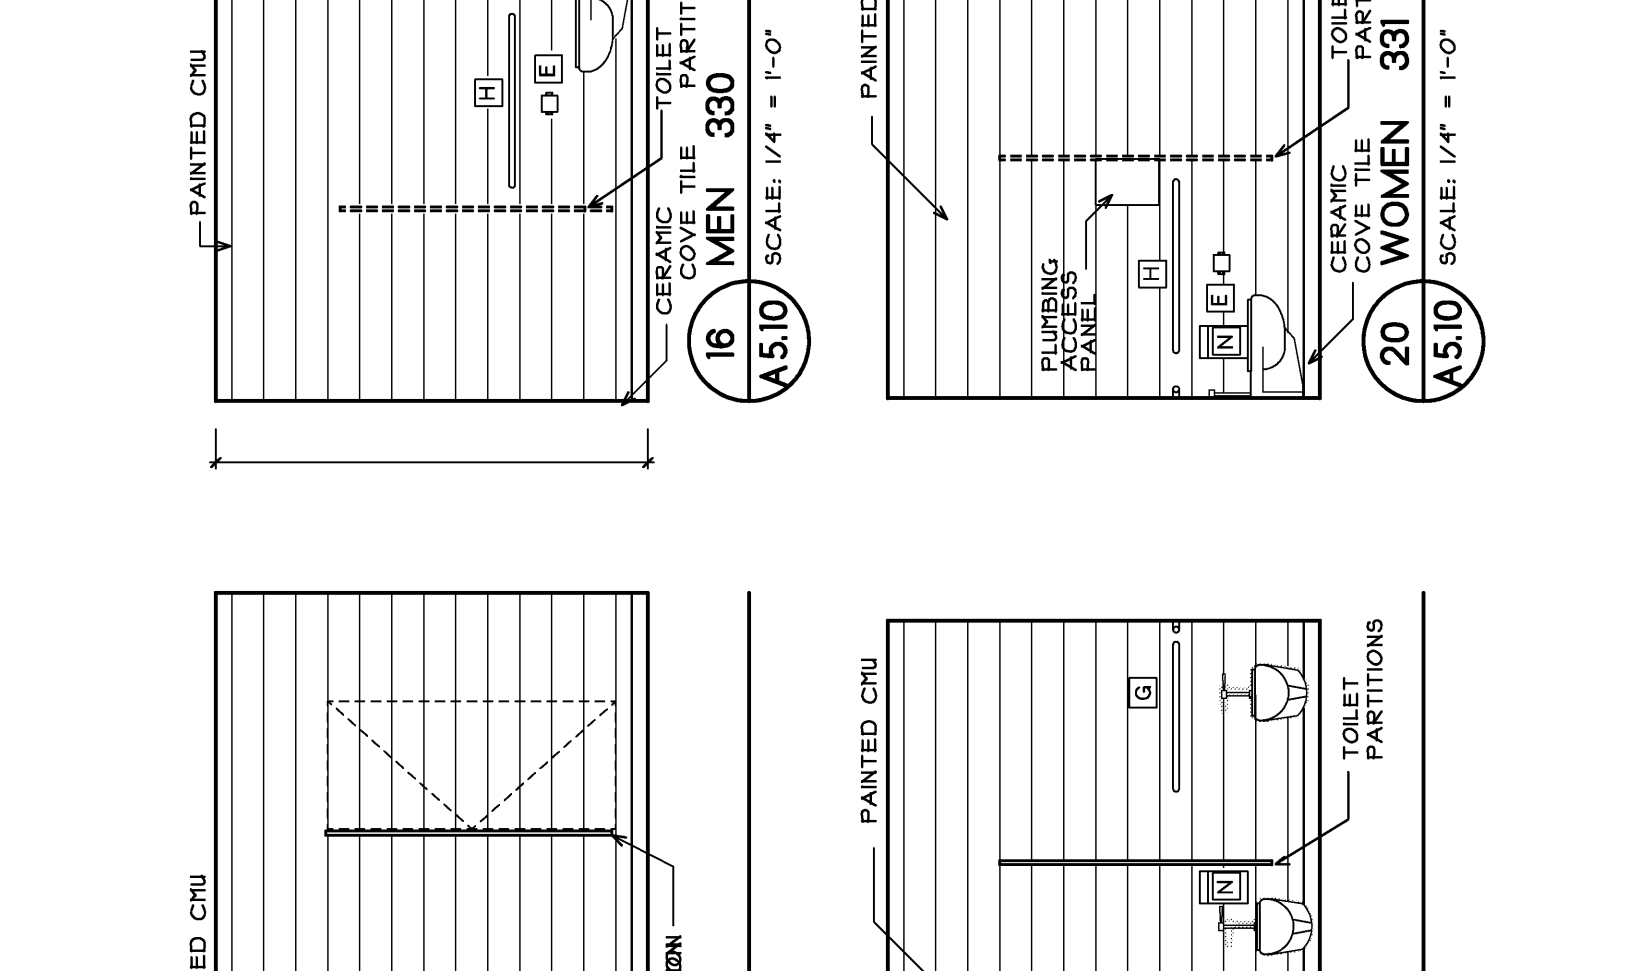 PAINTED CMU
H
E
TOILET
PARTIT
CERAMIC
COVE TILE
16
A5.10
MEN 330
SCALE: 1/4" = 1'-0"
PAINTED
PLUMBING
ACCESS
PANEL
H
E
N
TOILE
PART
CERAMIC
COVE TILE
20
A5.10
WOMEN 331
SCALE: 1/4" = 1'-0"
ED CMU
PAINTED CMU
G
N
TOILET
PARTITIONS